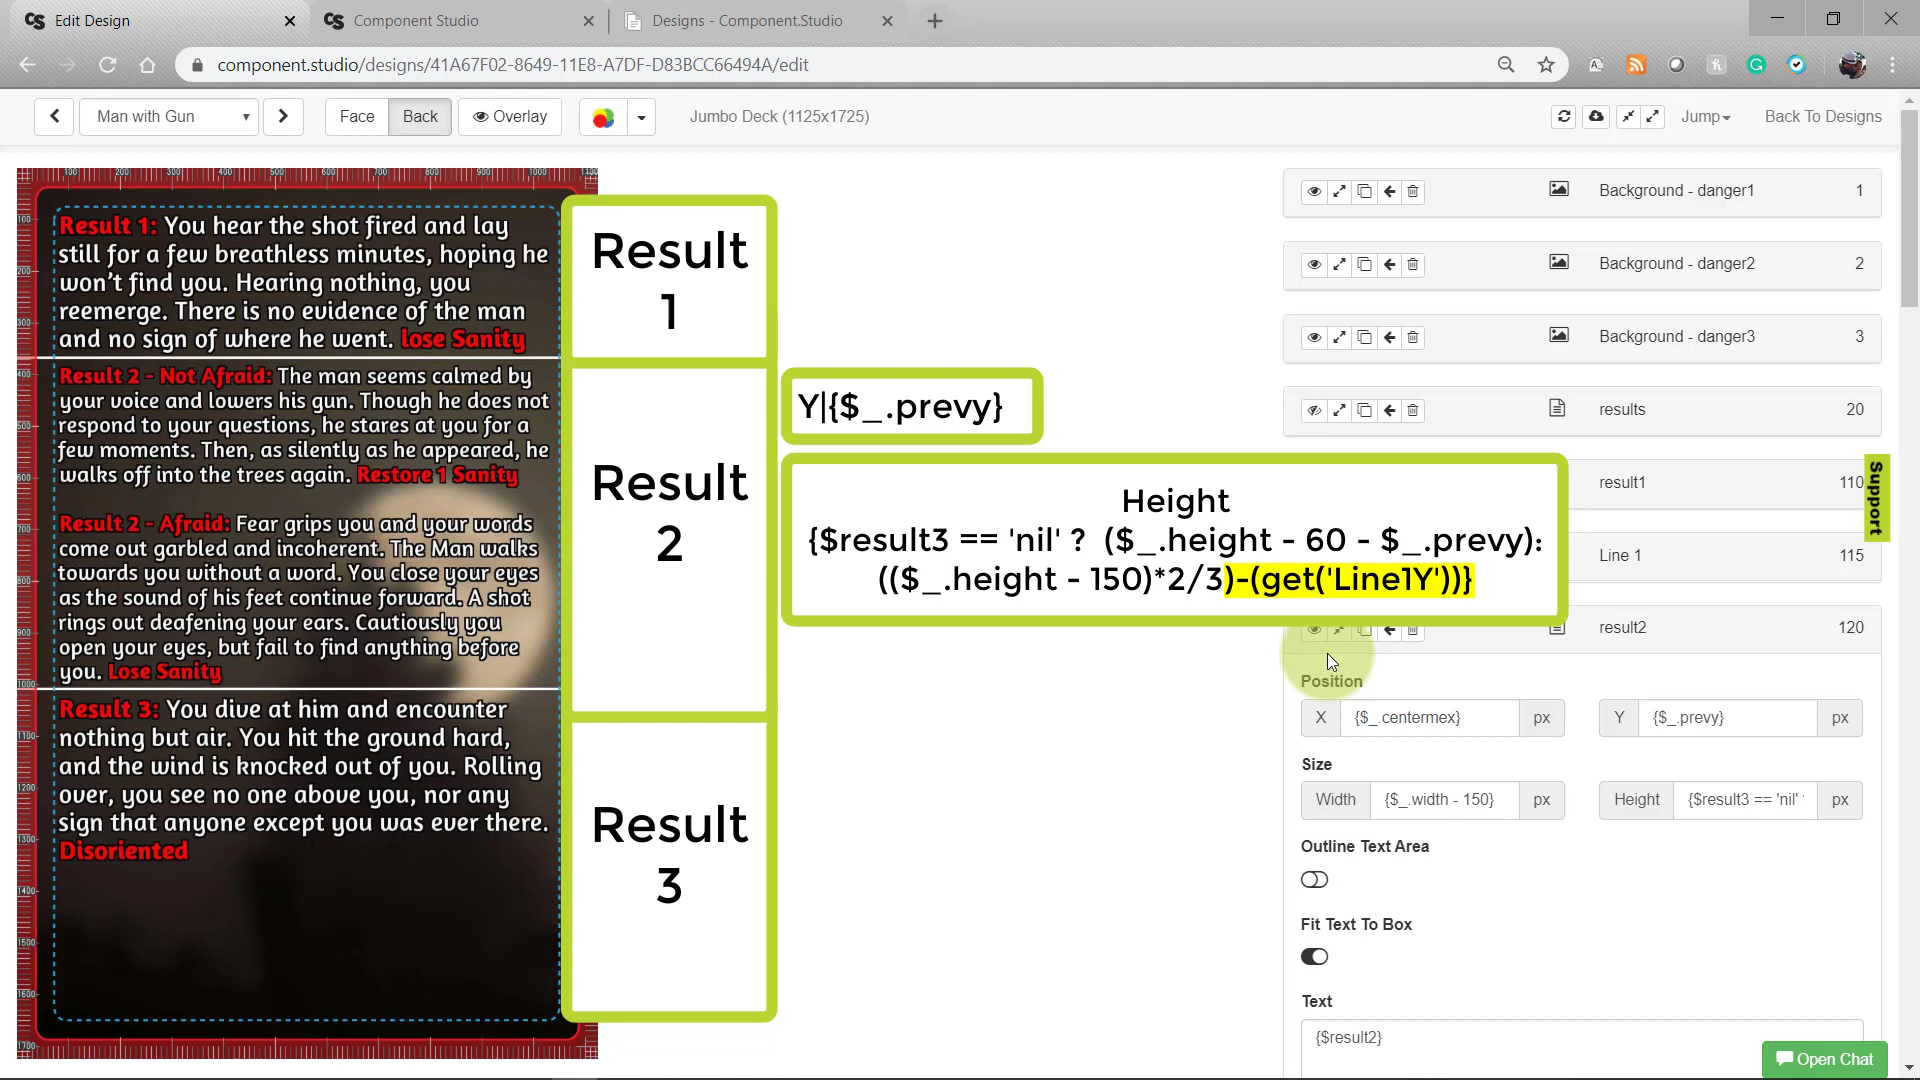 Edit Design
Component Studio
Designs - Component.Studio
component.studio/designs/41A67F02-8649-11E8-A7DF-D83BCC66494A/edit
Man with Gun
Face
Back
Overlay
Jumbo Deck (1125x1725)
Jump
Back To Designs
Result 1: You hear the shot fired and lay
still for a few breathless minutes, hoping he
won't find you. Hearing nothing, you
reemerge. There is no evidence of the man
and no sign of where he went. lose Sanity
Result 2 - Not Afraid: The man seems calmed by
your voice and lowers his gun. Though he does not
respond to your questions, he stares at you for a
few moments. Then, as silently as he appeared, he
walks off into the trees again. Restore 1 Sanity
Result 2 - Afraid: Fear grips you and your words
come out garbled and incoherent. The Man walks
towards you without a word. You close your eyes
as the sound of his feet continue forward. A shot
rings out deafening your ears. Cautiously you
open your eyes, but fail to find anything before
you. Lose Sanity
Result 3: You dive at him and encounter
nothing but air. You hit the ground hard,
and the wind is knocked out of you. Rolling
over, you see no one above you, nor any
sign that anyone except you was ever there.
Disoriented
Result
1
Result
2
Result
3
Y|{$_.prevy}
Height
{$result3 == 'nil' ? ($_.height - 60 - $_.prevy):
(($_.height - 150)*2/3)-(get('Line1Y'))}
Background - danger1 1
Background - danger2 2
Background - danger3 3
results 20
result1 110
Line 1 115
result2 120
Support
Position
X {$_.centermex} px
Y {$_.prevy} px
Size
Width {$_.width - 150} px
Height {$result3 == 'nil' px
Outline Text Area
Fit Text To Box
Text
{$result2}
Open Chat